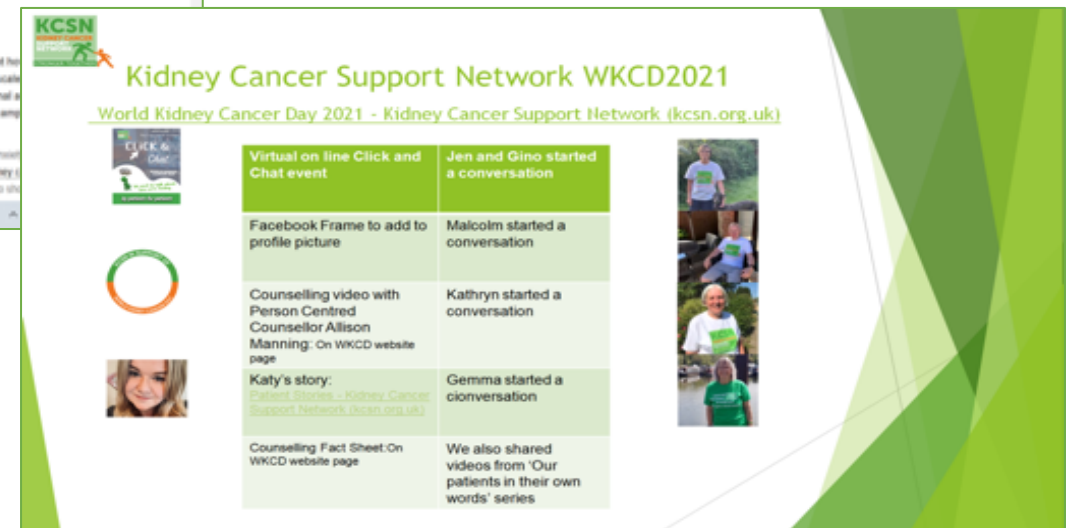 KCSN
KIDNEY CANCER
SUPPORT
NETWORK
Kidney Cancer Support Network WKCD2021
World Kidney Cancer Day 2021 - Kidney Cancer Support Network (kcsn.org.uk)
CLICK &
Chat
Virtual on line Click and
Chat event
Jen and Gino started
a conversation
Facebook Frame to add to
profile picture
Malcolm started a
conversation
Counselling video with
Person Centred
Counsellor Allison
Manning: On WKCD website
page
Kathryn started a
conversation
Katy's story:
Patient Stories - Kidney Cancer
Support Network (kcsn.org.uk)
Gemma started a
cionversation
Counselling Fact Sheet:On
WKCD website page
We also shared
videos from ‘Our
patients in their own
words’ series